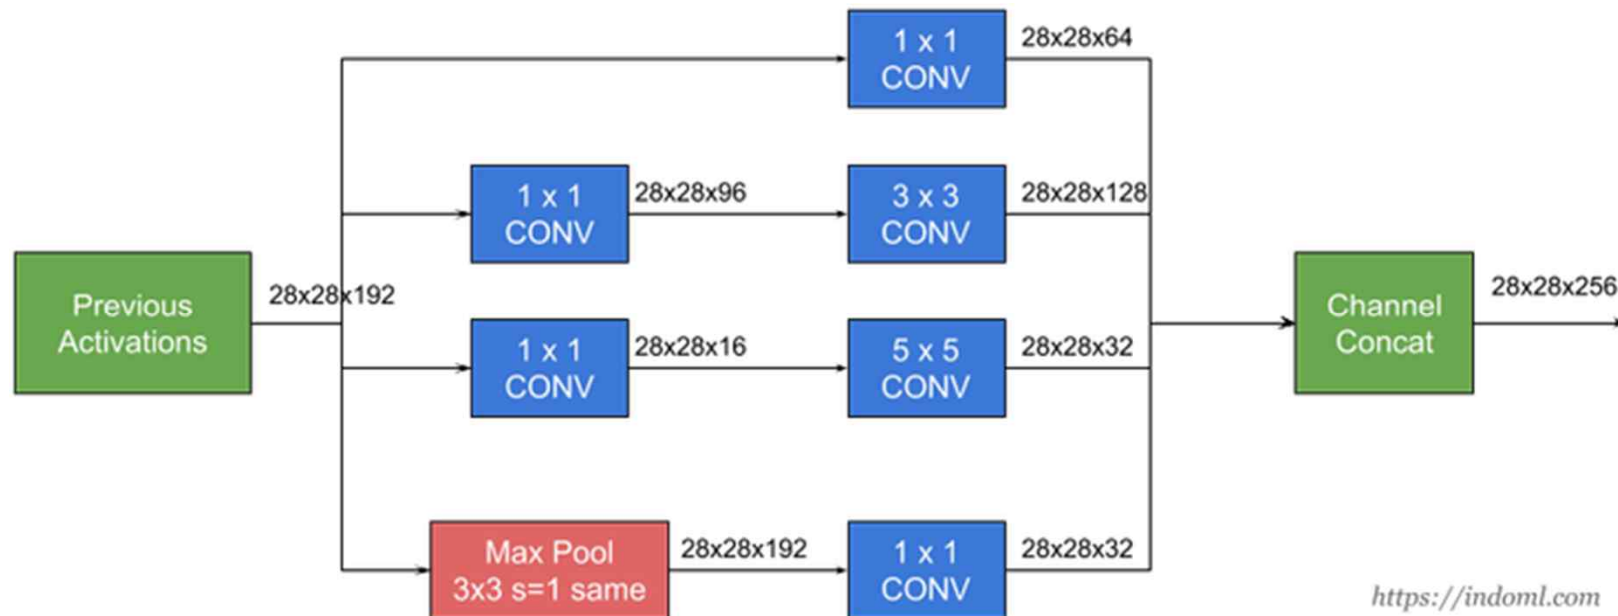 1 x 1
CONV
28x28x64
1 x 1
CONV
28x28x96
3 x 3
CONV
28x28x128
Previous
Activations
28x28x192
1 x 1
CONV
28x28x16
5 x 5
CONV
28x28x32
Channel
Concat
28x28x256
Max Pool
3x3 s=1 same
28x28x192
1 x 1
CONV
28x28x32
https://indoml.com